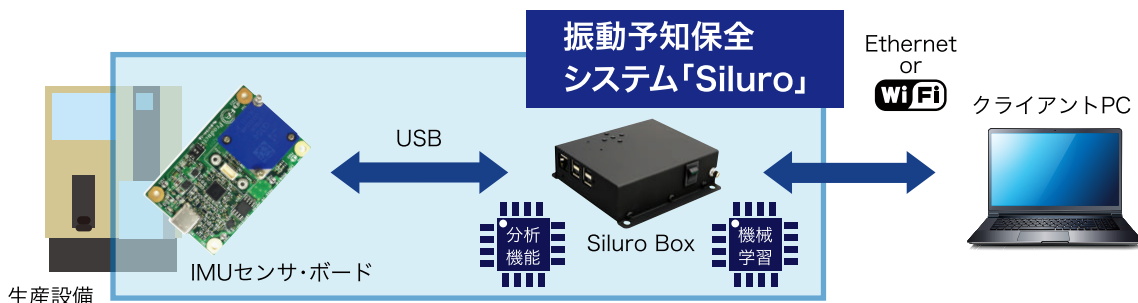 振動予知保全
システム「Siluro」
Ethernet
or
Wi Fi
クライアントPC
USB
分析
機能
Siluro Box
機械
学習
IMUセンサ・ボード
生産設備